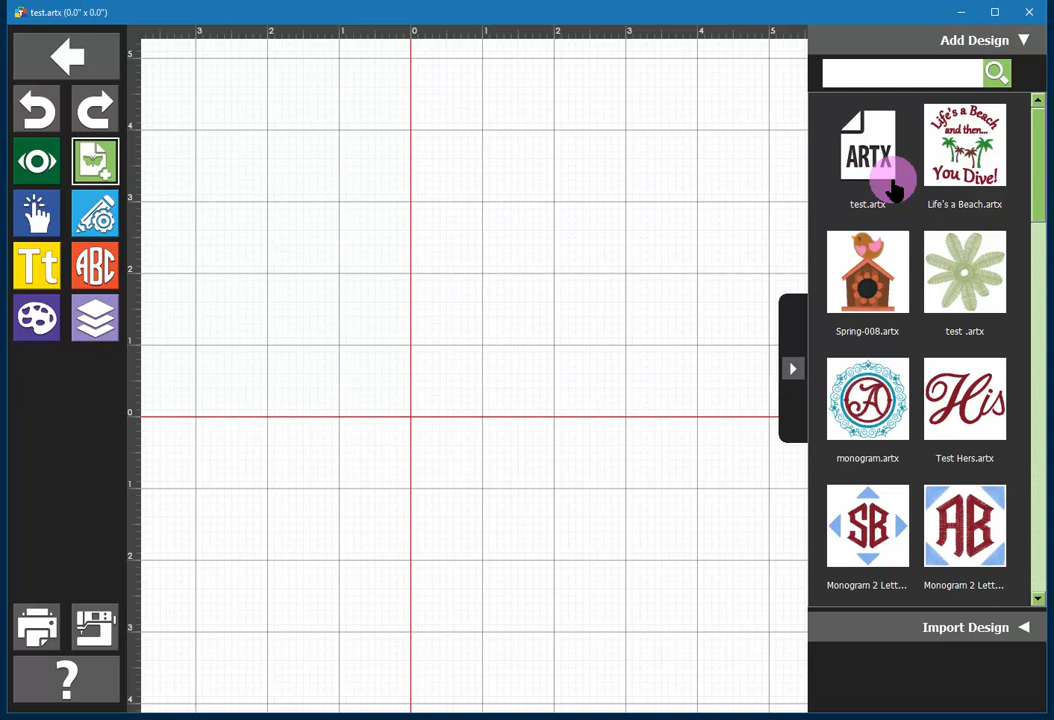 test.artx (0.0" x 0.0")
3 2 1 0 1 2 3 4 5
5
4
3
2
1
0
1
2
3
4
Tt
ABC
?
Add Design
ARTX
test.artx
Life's a Beach
and then...
You Dive!
Life's a Beach.artx
Spring-008.artx
test .artx
A
monogram.artx
His
Test Hers.artx
SB
Monogram 2 Lett...
AB
Monogram 2 Lett...
Import Design